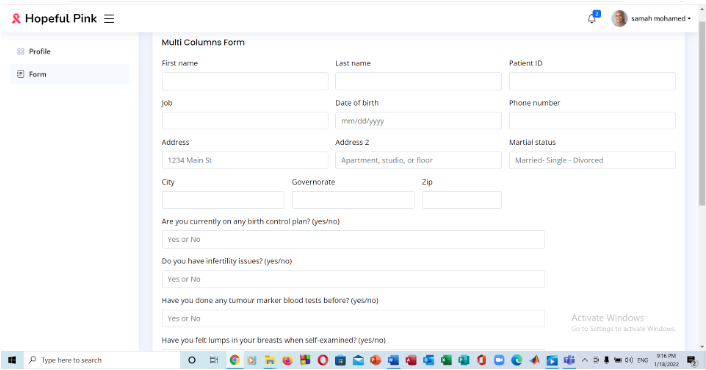 Hopeful Pink
2
samah mohamed
Profile
Form
Multi Columns Form
First name Last name Patient ID
Job Date of birth Phone number
mm/dd/yyyy
Address Address 2 Martial status
1234 Main St Apartment, studio, or floor Married- Single - Divorced
City Governorate Zip
Are you currently on any birth control plan? (yes/no)
Yes or No
Do you have infertility issues? (yes/no)
Yes or No
Have you done any tumour marker blood tests before? (yes/no)
Yes or No
Have you felt lumps in your breasts when self-examined? (yes/no)
Activate Windows
Go to Settings to activate Windows.
Type here to search
ENG
9:16 PM
1/18/2022
2